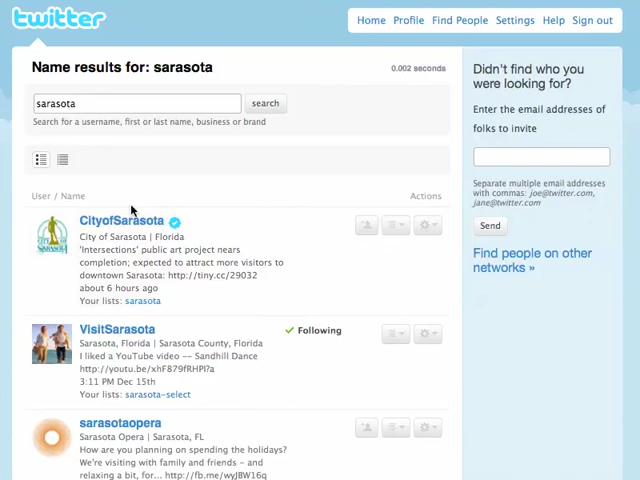 twitter
Home Profile Find People Settings Help Sign out
Name results for: sarasota
0.002 seconds
sarasota
search
Search for a username, first or last name, business or brand
User / Name
Actions
CityofSarasota
City of Sarasota | Florida
'Intersections' public art project nears
completion; expected to attract more visitors to
downtown Sarasota: http://tiny.cc/29032
about 6 hours ago
Your lists: sarasota
VisitSarasota
Following
Sarasota, Florida | Sarasota County, Florida
I liked a YouTube video -- Sandhill Dance
http://youtu.be/xhF879fRHPI?a
3:11 PM Dec 15th
Your lists: sarasota-select
sarasotaopera
Sarasota Opera | Sarasota, FL
How are you planning on spending the holidays?
We're visiting with family and friends – and
relaxing a bit, for... http://fb.me/wyJBW16q
Didn't find who you
were looking for?
Enter the email addresses of
folks to invite
Separate multiple email addresses
with commas: joe@twitter.com,
jane@twitter.com
Send
Find people on other
networks »